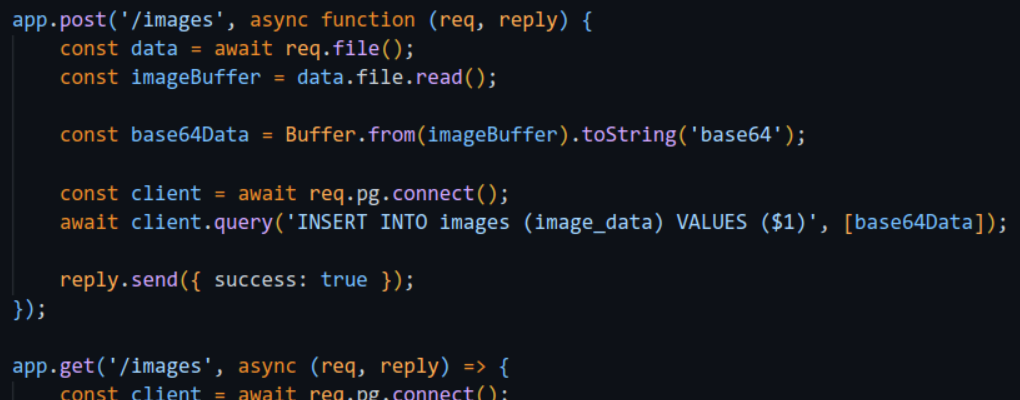 app.post('/images', async function (req, reply) {
const data = await req.file();
const imageBuffer = data.file.read();
const base64Data = Buffer.from(imageBuffer).toString('base64');
const client = await req.pg.connect();
await client.query('INSERT INTO images (image_data) VALUES ($1)', [base64Data]);
reply.send({ success: true });
});
app.get('/images', async (req, reply) => {
const client = await req.pg.connect();